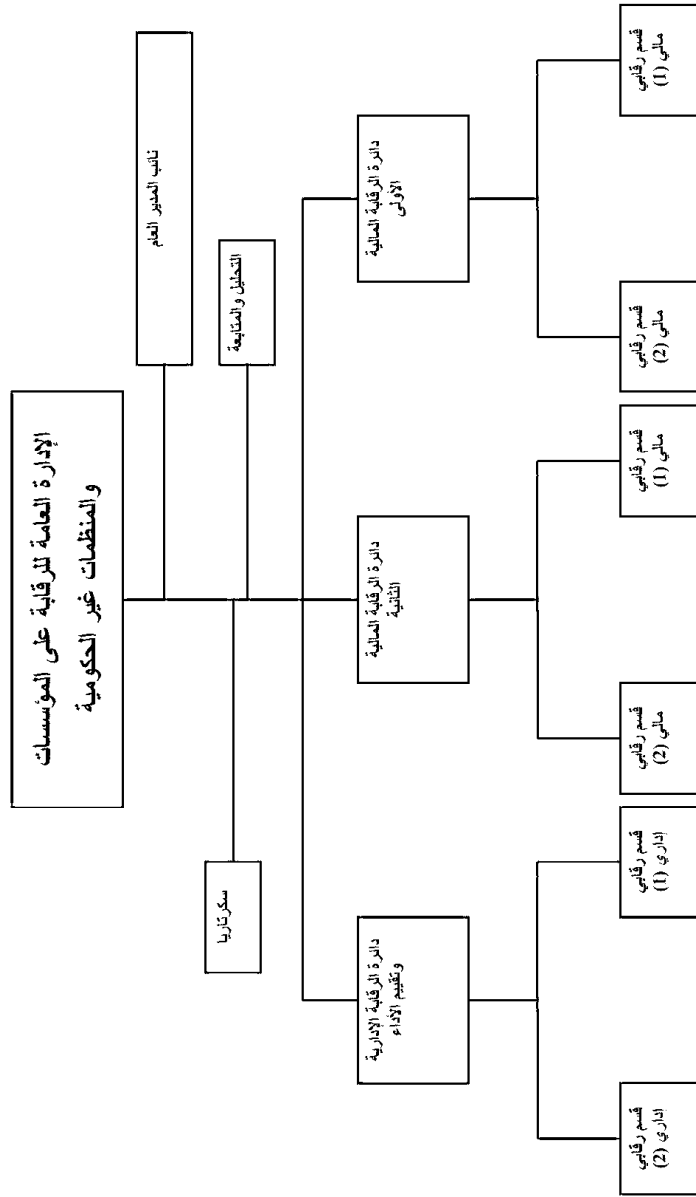 الإدارة العامة للرقابة على المؤسسات
والمنظمات غير الحكومية
نائب المدير العام
التحليل والمتابعة
سكرتاريا
دائرة الرقابة المالية
الأولى
دائرة الرقابة المالية
الثانية
دائرة الرقابة الإدارية
وتقييم الأداء
قسم رقابي
مالي (1)
قسم رقابي
مالي (2)
قسم رقابي
مالي (1)
قسم رقابي
مالي (2)
قسم رقابي
إداري (1)
قسم رقابي
إداري (2)